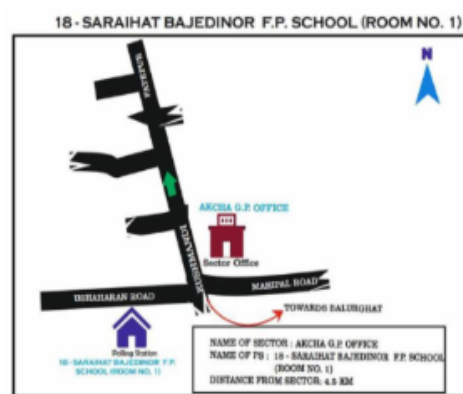 18 - SARAIHAT BAJEDINOR F.P. SCHOOL (ROOM NO. 1)
N
FATEPUR
AKCHA G.P. OFFICE
KUSHMANDI
Sector Office
MAHIPAL ROAD
USHAHARAN ROAD
TOWARDS BALURGHAT
Polling Station
18 - SARAIHAT BAJEDINOR F.P.
SCHOOL (ROOM NO. 1)
NAME OF SECTOR : AKCHA G.P. OFFICE
NAME OF PS : 18 - SARAIHAT BAJEDINOR F.P. SCHOOL
(ROOM NO. 1)
DISTANCE FROM SECTOR: 4.5 KM